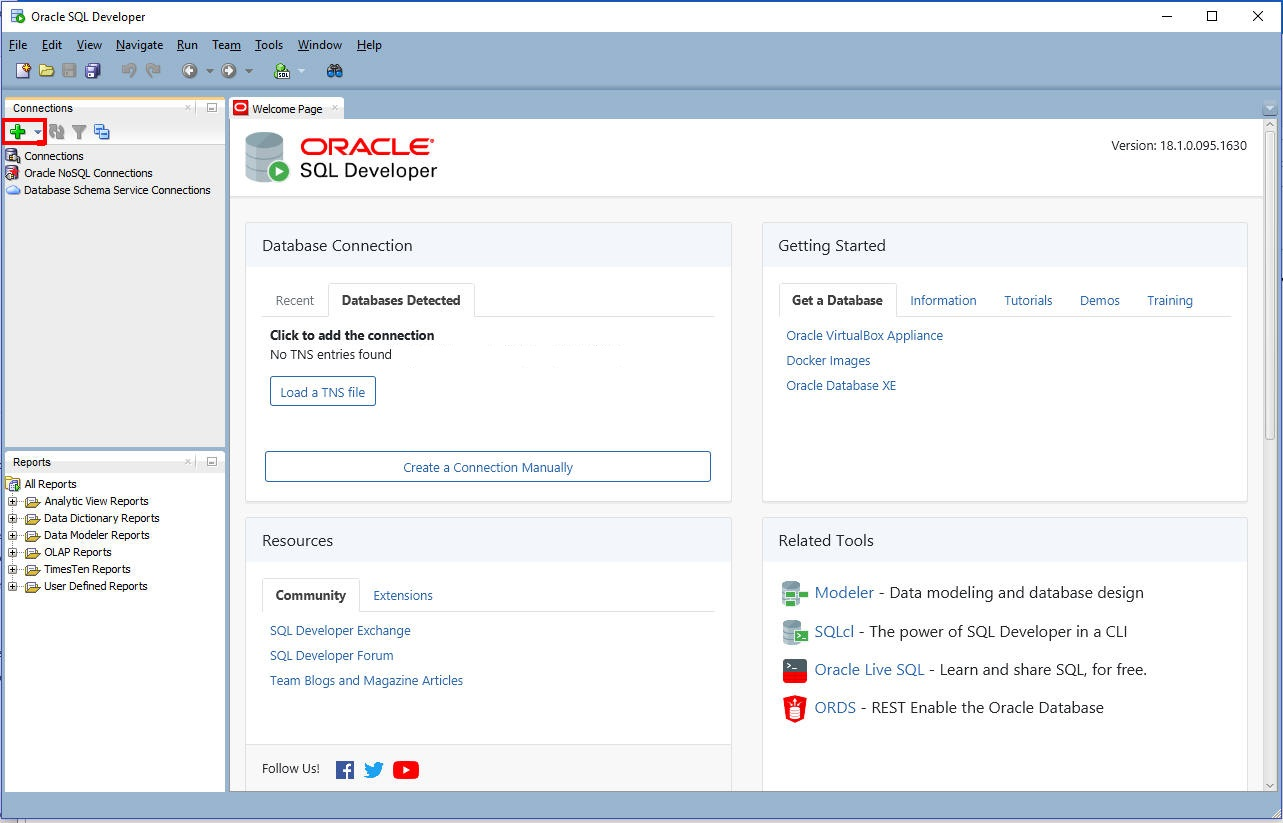 Oracle SQL Developer
File Edit View Navigate Run Team Tools Window Help
SQL
Connections
Connections
Oracle NoSQL Connections
Database Schema Service Connections
Reports
All Reports
Analytic View Reports
Data Dictionary Reports
Data Modeler Reports
OLAP Reports
TimesTen Reports
User Defined Reports
Welcome Page
ORACLE
SQL Developer
Version: 18.1.0.095.1630
Database Connection
Recent Databases Detected
Click to add the connection
No TNS entries found
Load a TNS file
Create a Connection Manually
Getting Started
Get a Database Information Tutorials Demos Training
Oracle VirtualBox Appliance
Docker Images
Oracle Database XE
Resources
Community Extensions
SQL Developer Exchange
SQL Developer Forum
Team Blogs and Magazine Articles
Follow Us!
Related Tools
Modeler - Data modeling and database design
SQLcl - The power of SQL Developer in a CLI
Oracle Live SQL - Learn and share SQL, for free.
ORDS - REST Enable the Oracle Database